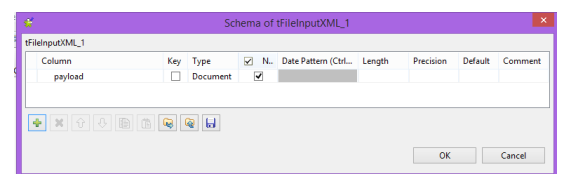 Schema of tFileInputXML_1
tFileInputXML_1
Column Key Type N.. Date Pattern (Ctrl... Length Precision Default Comment
payload Document
OK Cancel